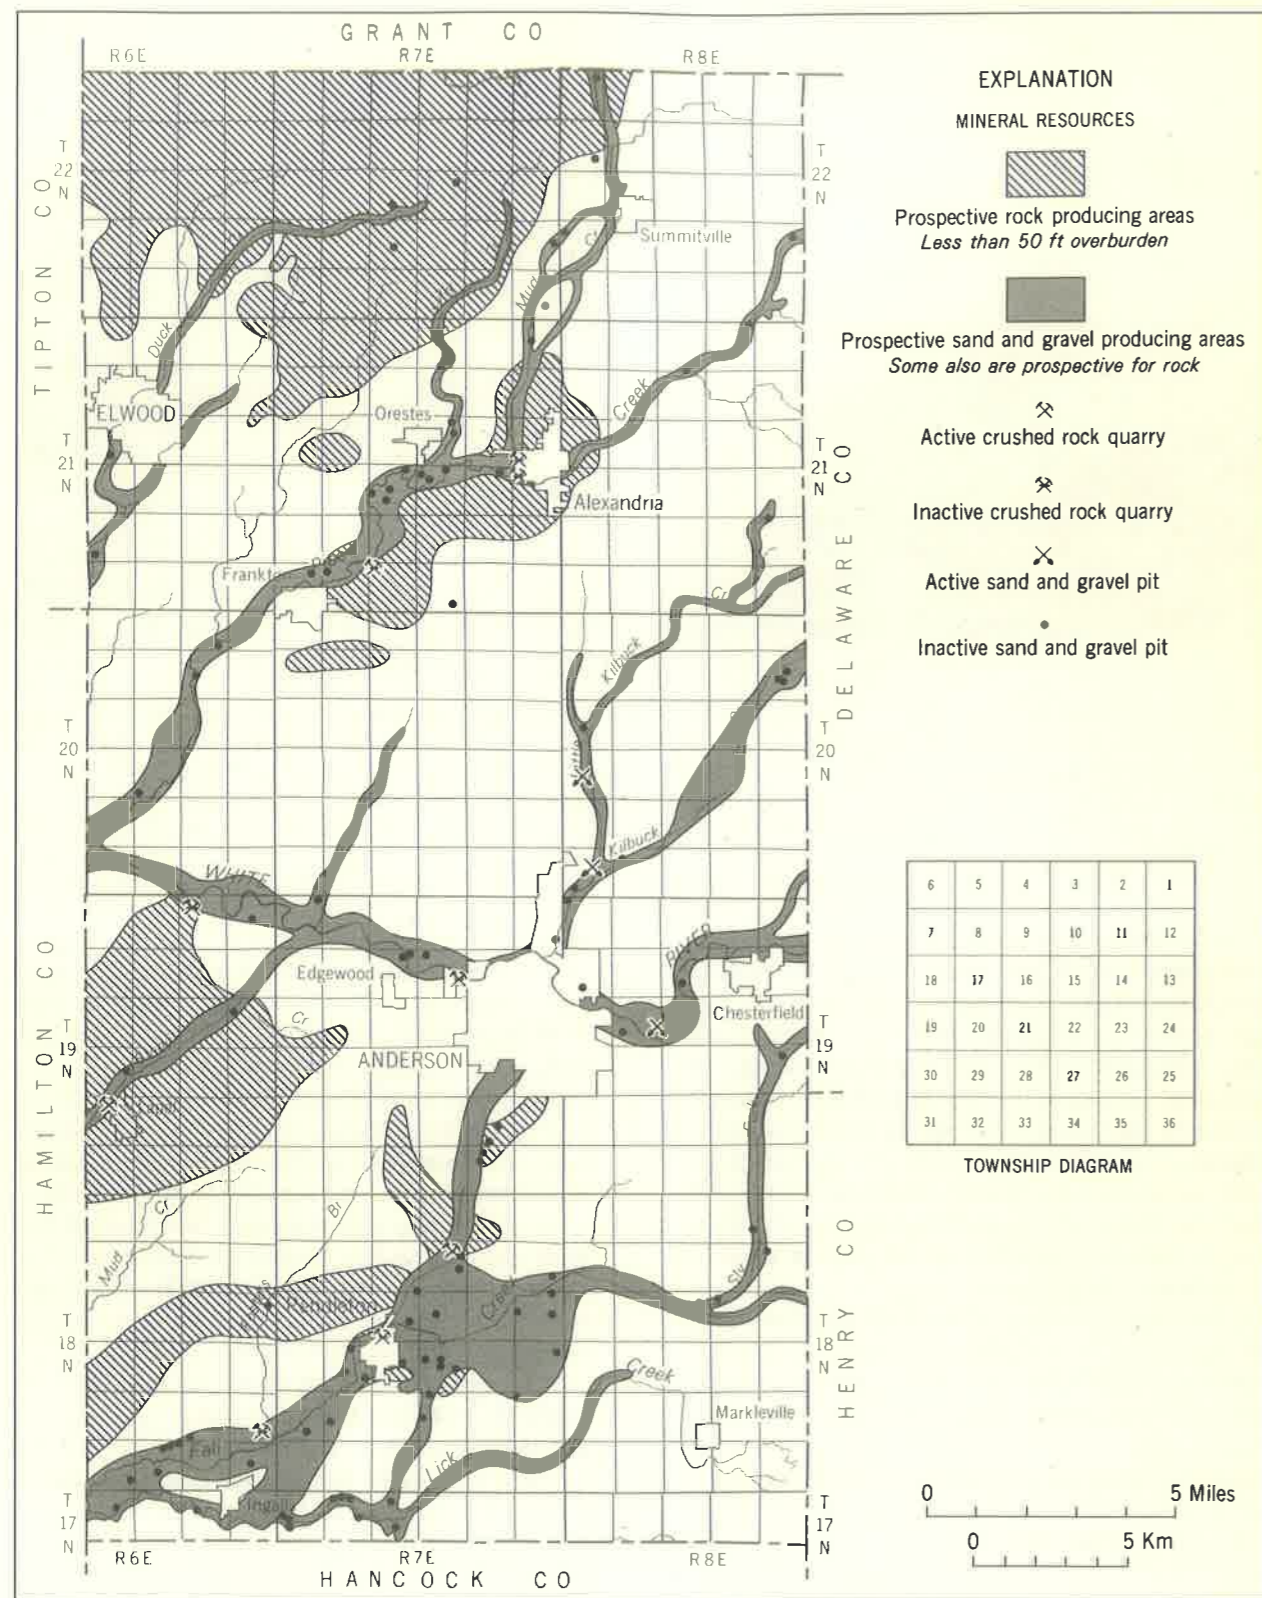 GRANT CO
R6E R7E R8E
T
22
N
T
22
N
TIPTON CO
Summitville
Mud
Cr
Duck
ELWOOD
Orestes
Creek
T
21
N
T
21
N
Alexandria
DELAWARE CO
Cr
Kilbuck
T
20
N
T
20
N
Little
Kilbuck
WHITE
RIVER
Edgewood
Chesterfield
Cr
ANDERSON
T
19
N
T
19
N
HAMILTON CO
Cr
Mud
Pendleton
Creek
Sly
T
18
N
T
18
N
HENRY CO
Creek
Markleville
Fall
Lick
T
17
N
T
17
N
R6E R7E R8E
HANCOCK CO
EXPLANATION
MINERAL RESOURCES
Prospective rock producing areas
Less than 50 ft overburden
Prospective sand and gravel producing areas
Some also are prospective for rock
Active crushed rock quarry
Inactive crushed rock quarry
Active sand and gravel pit
Inactive sand and gravel pit
6 5 4 3 2 1
7 8 9 10 11 12
18 17 16 15 14 13
19 20 21 22 23 24
30 29 28 27 26 25
31 32 33 34 35 36
TOWNSHIP DIAGRAM
0 5 Miles
0 5 Km